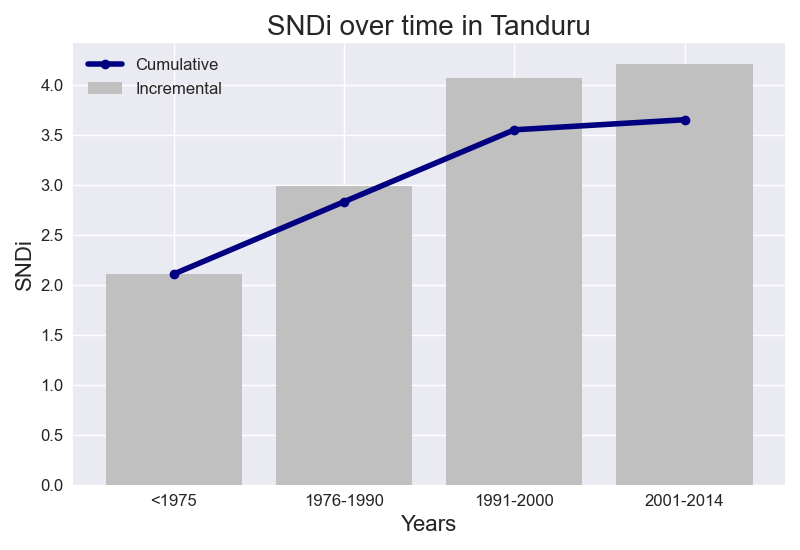 SNDi over time in Tanduru
Cumulative
Incremental
4.0
3.5
3.0
2.5
2.0
1.5
1.0
0.5
0.0
SNDi
<1975 1976-1990 1991-2000 2001-2014
Years